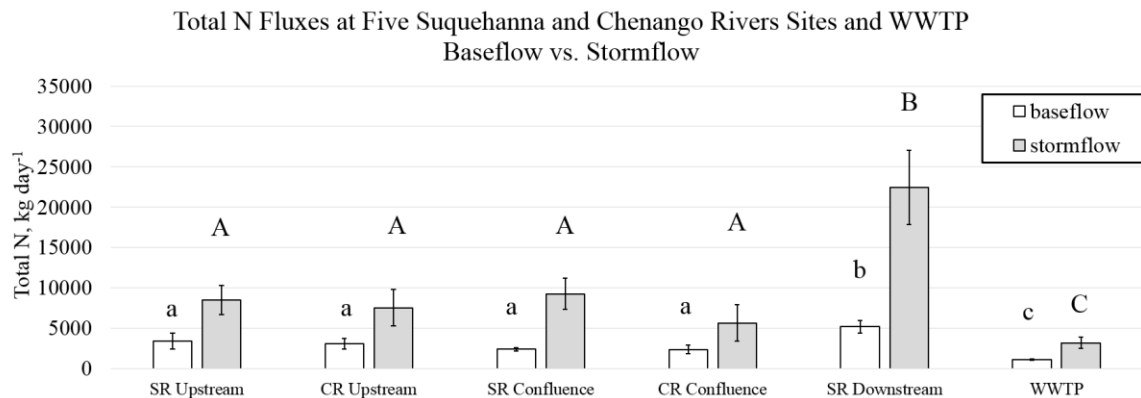 Total N Fluxes at Five Suquehanna and Chenango Rivers Sites and WWTP
Baseflow vs. Stormflow
Total N, kg day⁻¹
35000
30000
25000
20000
15000
10000
5000
0
baseflow
stormflow
a
A
a
A
a
A
a
A
b
B
c
C
SR Upstream
CR Upstream
SR Confluence
CR Confluence
SR Downstream
WWTP